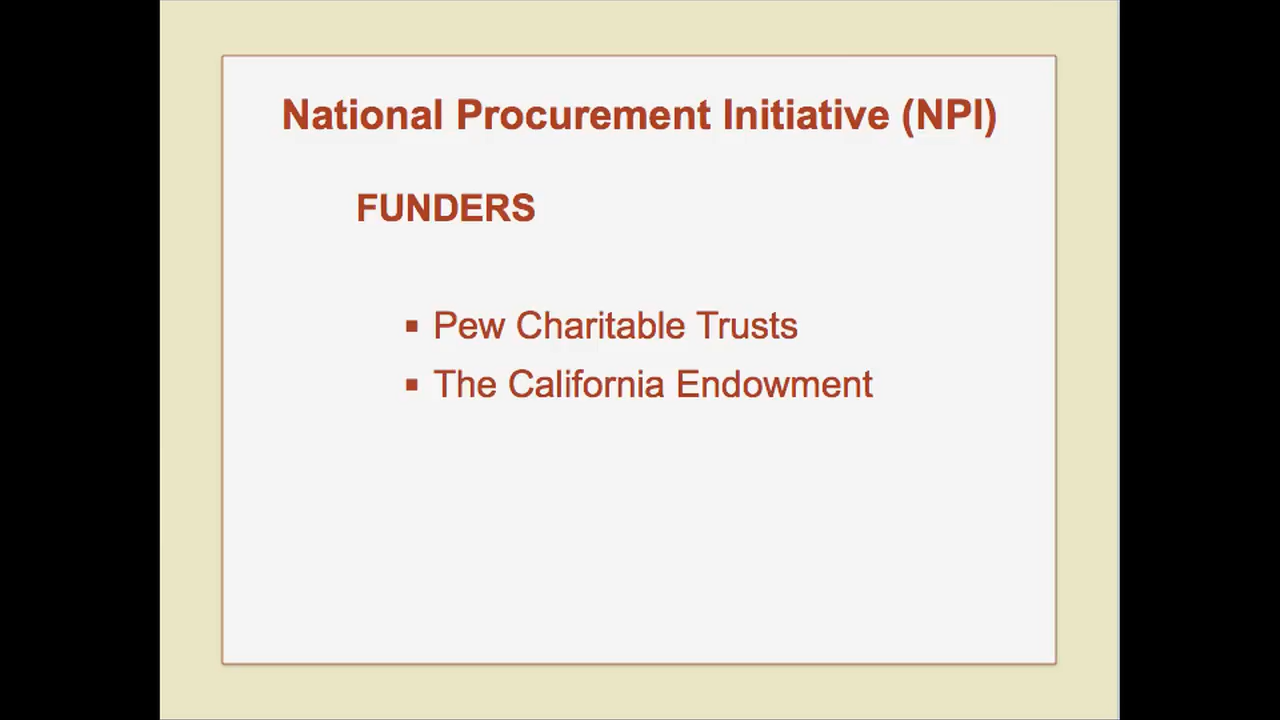 National Procurement Initiative (NPI)
FUNDERS
▪ Pew Charitable Trusts
▪ The California Endowment